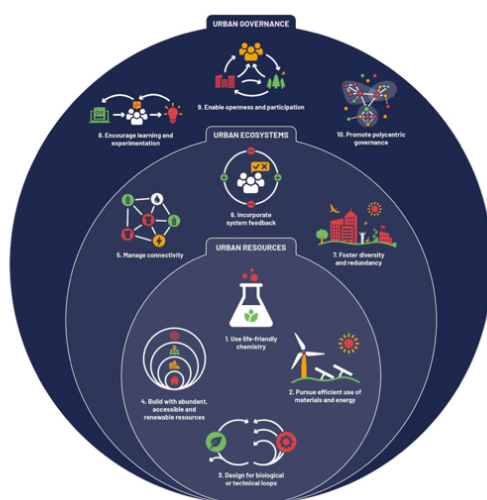 URBAN GOVERNANCE
9. Enable openness and participation
8. Encourage learning and
experimentation
10. Promote polycentric
governance
URBAN ECOSYSTEMS
6. Incorporate
system feedback
5. Manage connectivity
7. Foster diversity
and redundancy
URBAN RESOURCES
1. Use life-friendly
chemistry
4. Build with abundant,
accessible and
renewable resources
2. Pursue efficient use of
materials and energy
3. Design for biological
or technical loops